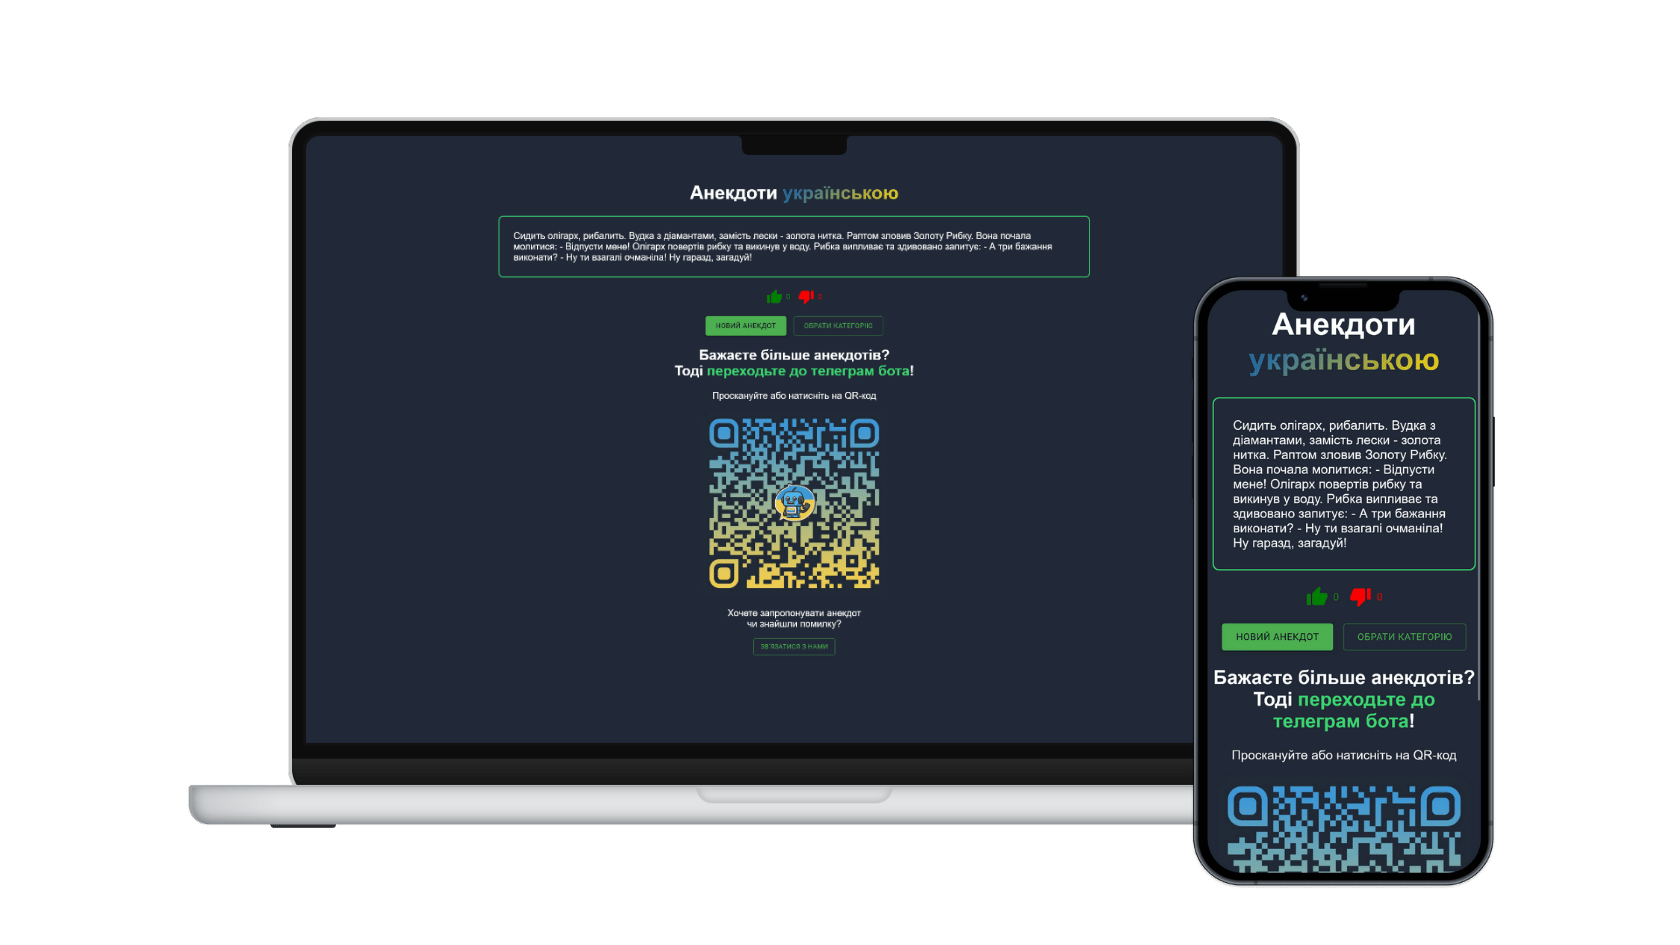 Анекдоти українською
Сидить олігарх, рибалить. Вудка з діамантами, замість лески - золота нитка. Раптом зловив Золоту Рибку. Вона почала
молитися: - Відпусти мене! Олігарх повертів рибку та викинув у воду. Рибка випливає та здивовано запитує: - А три бажання
виконати? - Ну ти взагалі очманіла! Ну гаразд, загадуй!
0 0
НОВИЙ АНЕКДОТ ОБРАТИ КАТЕГОРІЮ
Бажаєте більше анекдотів?
Тоді переходьте до телеграм бота!
Проскануйте або натисніть на QR-код
Хочете запропонувати анекдот
чи знайшли помилку?
ЗВ'ЯЗАТИСЯ З НАМИ
Анекдоти
українською
Сидить олігарх, рибалить. Вудка з
діамантами, замість лески - золота
нитка. Раптом зловив Золоту Рибку.
Вона почала молитися: - Відпусти
мене! Олігарх повертів рибку та
викинув у воду. Рибка випливає та
здивовано запитує: - А три бажання
виконати? - Ну ти взагалі очманіла!
Ну гаразд, загадуй!
0 0
НОВИЙ АНЕКДОТ ОБРАТИ КАТЕГОРІЮ
Бажаєте більше анекдотів?
Тоді переходьте до
телеграм бота!
Проскануйте або натисніть на QR-код